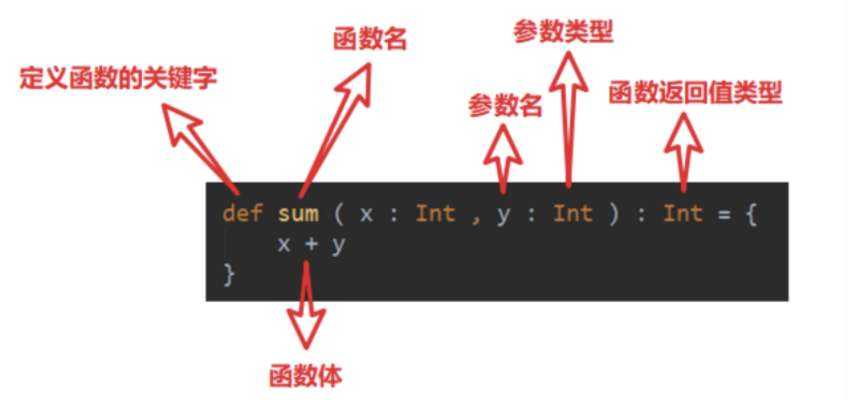 参数类型
函数名
定义函数的关键字
参数名
函数返回值类型
def sum ( x : Int , y : Int ) : Int = {
x + y
}
函数体